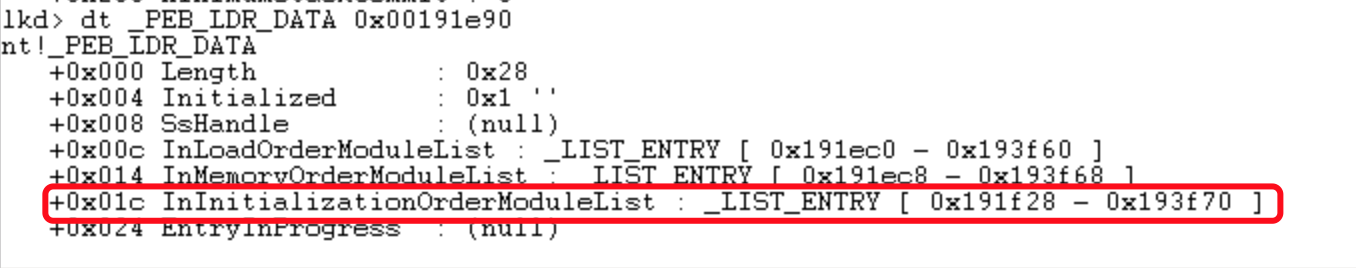 lkd> dt _PEB_LDR_DATA 0x00191e90
nt!_PEB_LDR_DATA
+0x000 Length : 0x28
+0x004 Initialized : 0x1 ''
+0x008 SsHandle : (null)
+0x00c InLoadOrderModuleList : _LIST_ENTRY [ 0x191ec0 - 0x193f60 ]
+0x014 InMemoryOrderModuleList : _LIST_ENTRY [ 0x191ec8 - 0x193f68 ]
+0x01c InInitializationOrderModuleList : _LIST_ENTRY [ 0x191f28 - 0x193f70 ]
+0x024 EntryInProgress : (null)